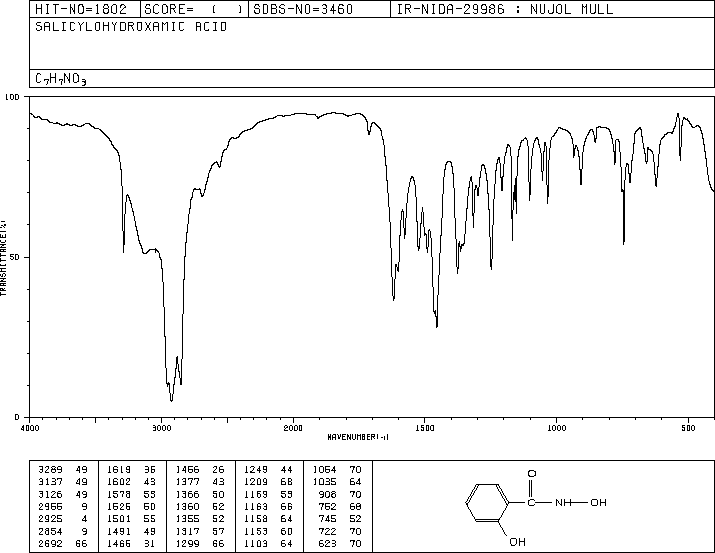 HIT-NO=1802 SCORE= ( ) SDBS-NO=3460 IR-NIDA-29986 : NUJOL MULL
SALICYLOHYDROXAMIC ACID
C7H7NO3
100
50
0
TRANSMITTANCE(%)
4000 3000 2000 1500 1000 500
WAVENUMBER(-1)
3289 49 1619 36 1456 26 1249 44 1054 70
3137 49 1602 43 1377 43 1209 68 1035 64
3126 49 1578 55 1366 50 1169 53 908 70
2955 9 1526 50 1360 52 1163 66 752 68
2925 4 1501 55 1355 52 1158 64 745 52
2854 9 1491 49 1317 57 1153 60 722 70
2692 66 1465 31 1299 66 1103 64 623 70
O
C NH OH
OH